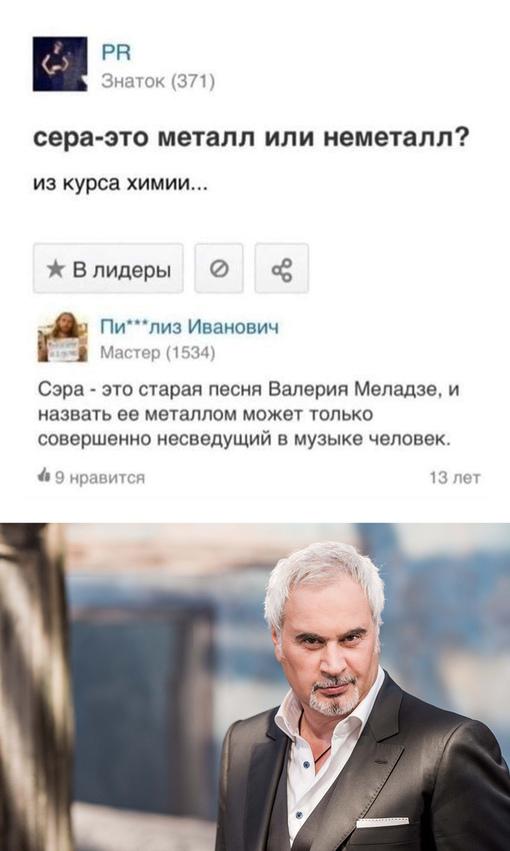 PR
Знаток (371)
сера-это металл или неметалл?
из курса химии...
В лидеры
Пи***лиз Иванович
Мастер (1534)
Сэра - это старая песня Валерия Меладзе, и
назвать ее металлом может только
совершенно несведущий в музыке человек.
9 нравится
13 лет